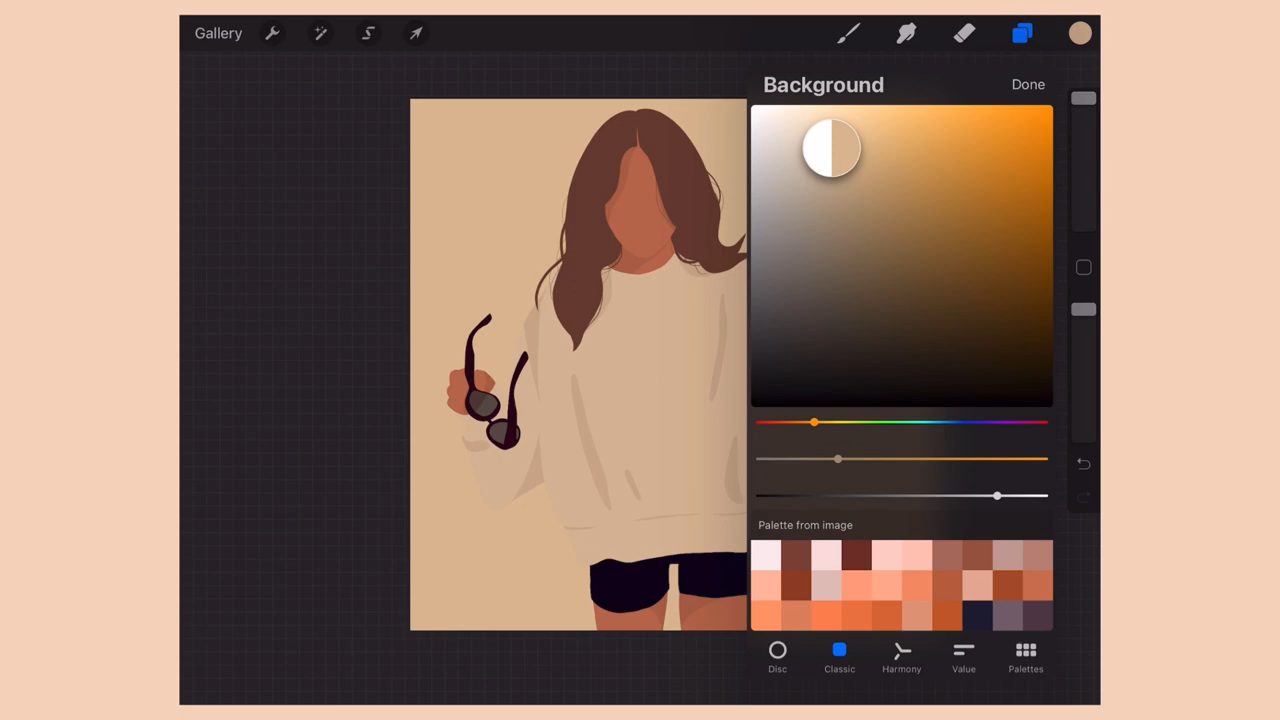 Gallery
Background
Done
Palette from image
Disc
Classic
Harmony
Value
Palettes